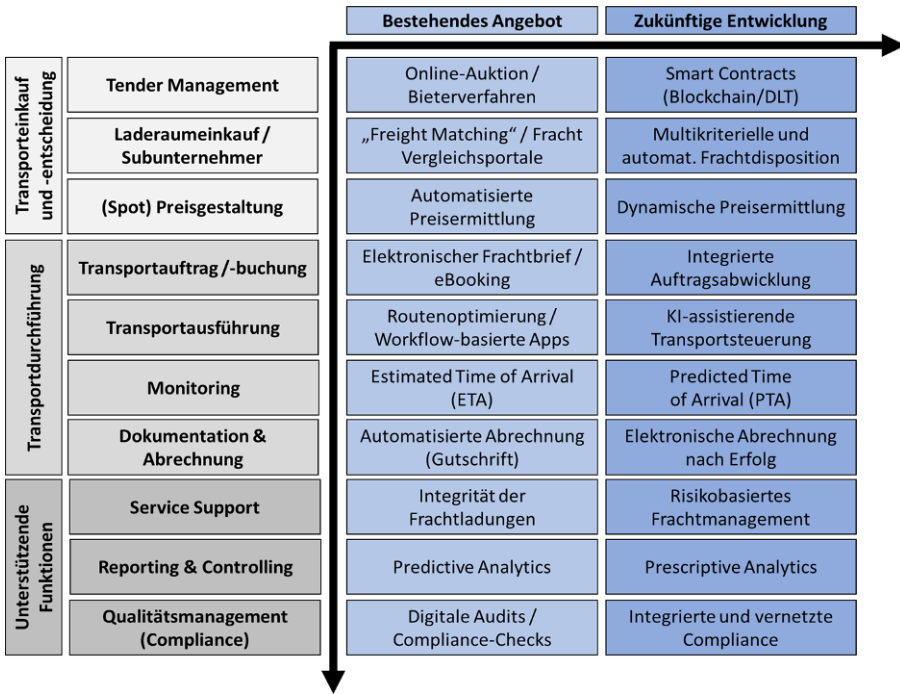 Bestehendes Angebot
Zukünftige Entwicklung
Transporteinkauf
und -entscheidung
Tender Management
Online-Auktion /
Bieterverfahren
Smart Contracts
(Blockchain/DLT)
Laderaumeinkauf /
Subunternehmer
„Freight Matching“ / Fracht
Vergleichsportale
Multikriterielle und
automat. Frachtdisposition
(Spot) Preisgestaltung
Automatisierte
Preisermittlung
Dynamische Preisermittlung
Transportdurchführung
Transportauftrag /-buchung
Elektronischer Frachtbrief /
eBooking
Integrierte
Auftragsabwicklung
Transportausführung
Routenoptimierung /
Workflow-basierte Apps
KI-assistierende
Transportsteuerung
Monitoring
Estimated Time of Arrival
(ETA)
Predicted Time
of Arrival (PTA)
Dokumentation &
Abrechnung
Automatisierte Abrechnung
(Gutschrift)
Elektronische Abrechnung
nach Erfolg
Unterstützende
Funktionen
Service Support
Integrität der
Frachtladungen
Risikobasiertes
Frachtmanagement
Reporting & Controlling
Predictive Analytics
Prescriptive Analytics
Qualitätsmanagement
(Compliance)
Digitale Audits /
Compliance-Checks
Integrierte und vernetzte
Compliance